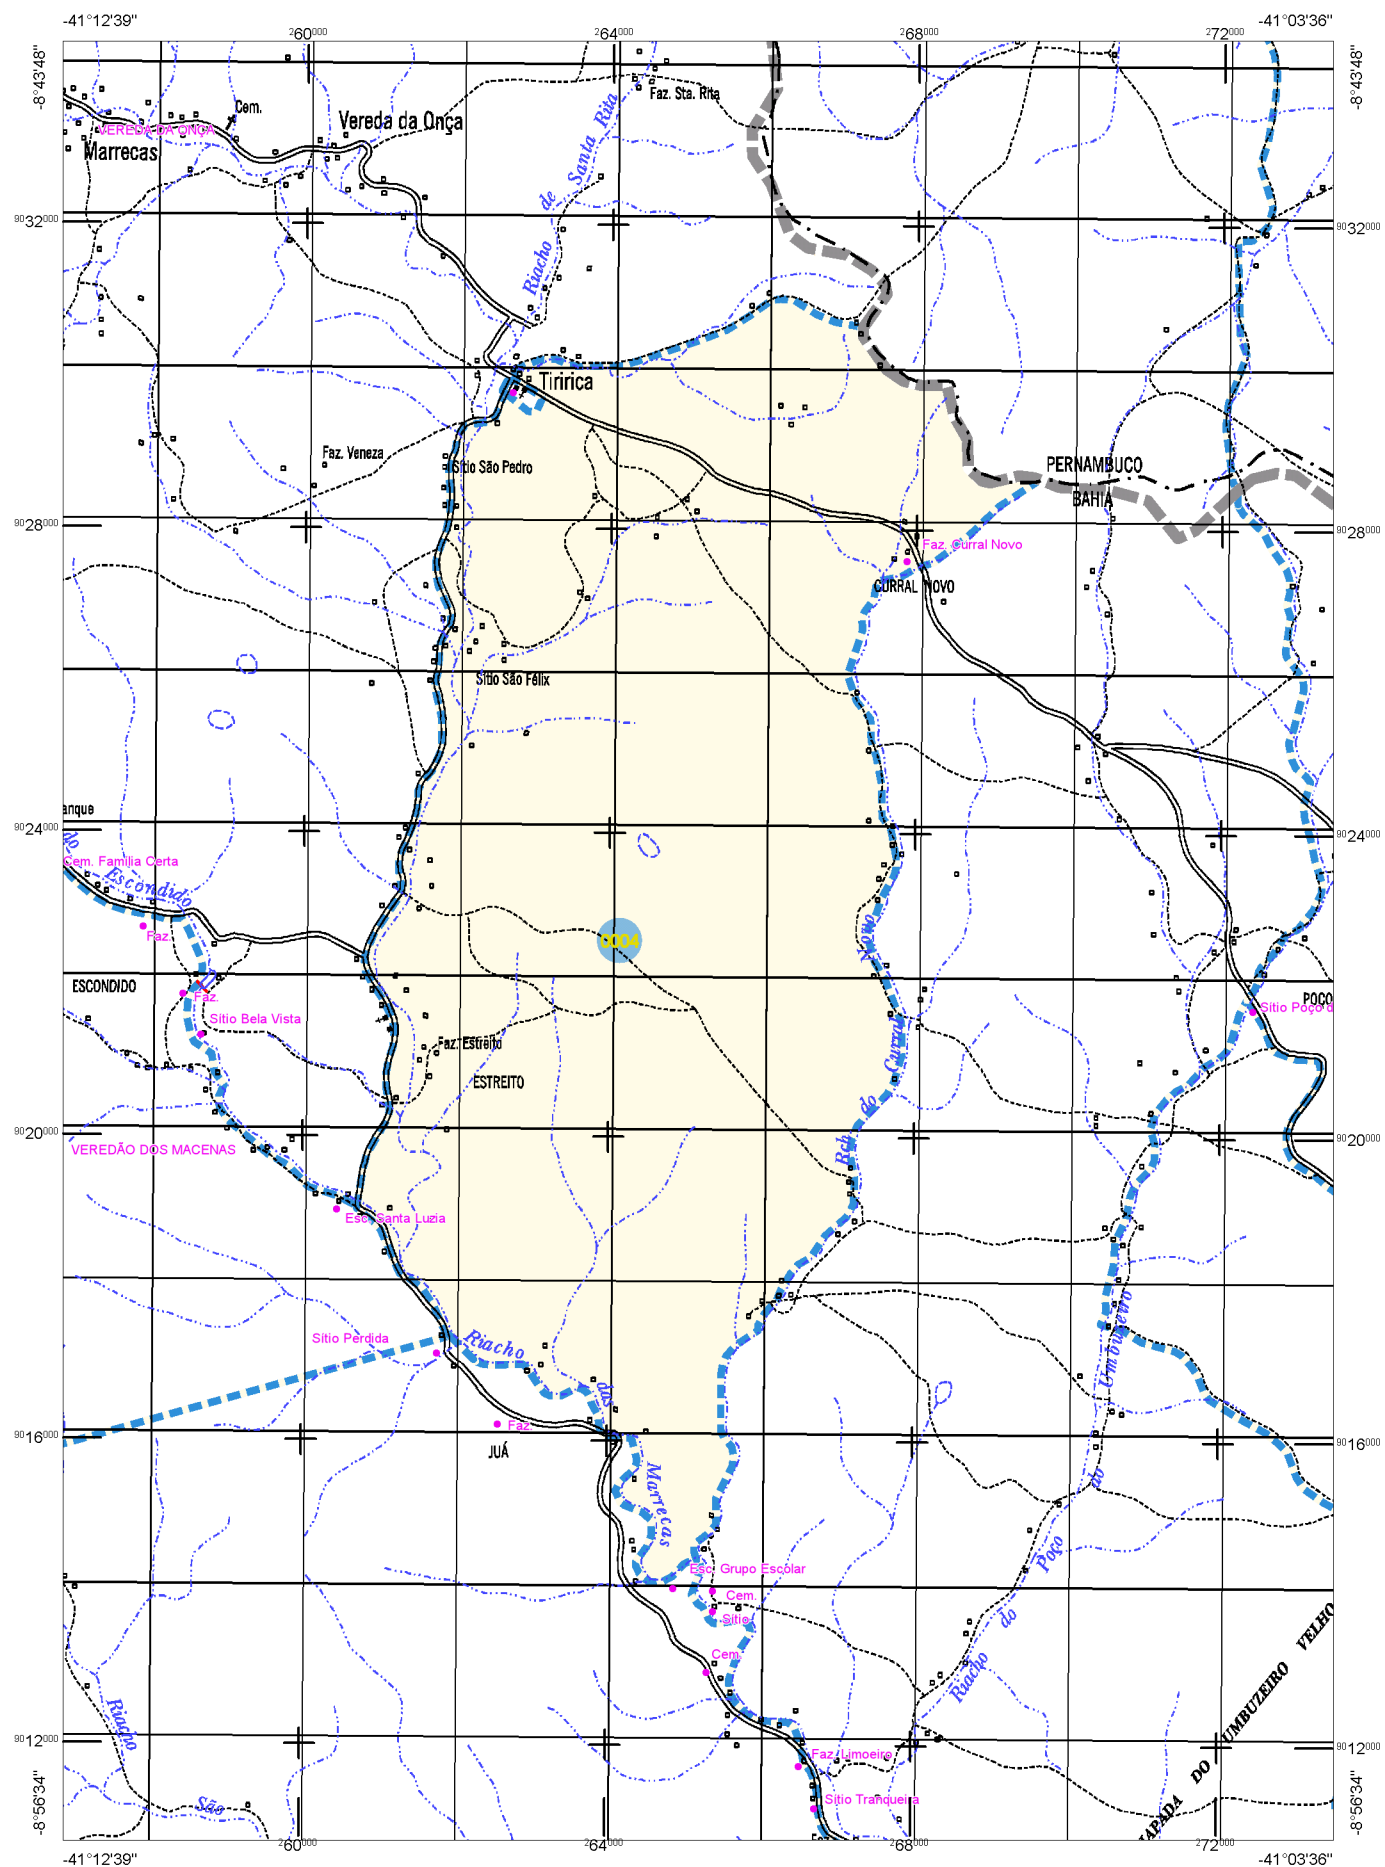 -41°12'39"
-41°03'36"
260000
264000
268000
272000
-8°43'48"
-8°43'48"
Faz. Sta. Rita
Cem.
Vereda da Onça
VEREDA DA ONÇA
Marrecas
Riacho de Santa Rita
9032000
9032000
Tiririca
Faz. Veneza
Sítio São Pedro
PERNAMBUCO
BAHIA
9028000
9028000
Faz. Curral Novo
CURRAL NOVO
Sítio São Félix
anque
9024000
9024000
do Escondido
Cem. Família Certa
Faz.
0004
ESCONDIDO
Faz.
POÇO
Sítio Poço d
Sítio Bela Vista
Faz. Estreito
ESTREITO
Rch do Curral Novo
9020000
9020000
VEREDÃO DOS MACENAS
Esc. Santa Luzia
Sítio Perdida
Riacho das Marrecas
Faz.
9016000
9016000
JUÁ
Riacho do Poço do Umbuzeiro
Esc. Grupo Escolar
Cem.
Sítio
Cem.
VELHO
UMBUZEIRO
DO
HAPADA
9012000
9012000
Faz. Limoeiro
Sítio Tranqueira
Riacho São
-8°56'34"
-8°56'34"
260000
264000
268000
272000
-41°12'39"
-41°03'36"